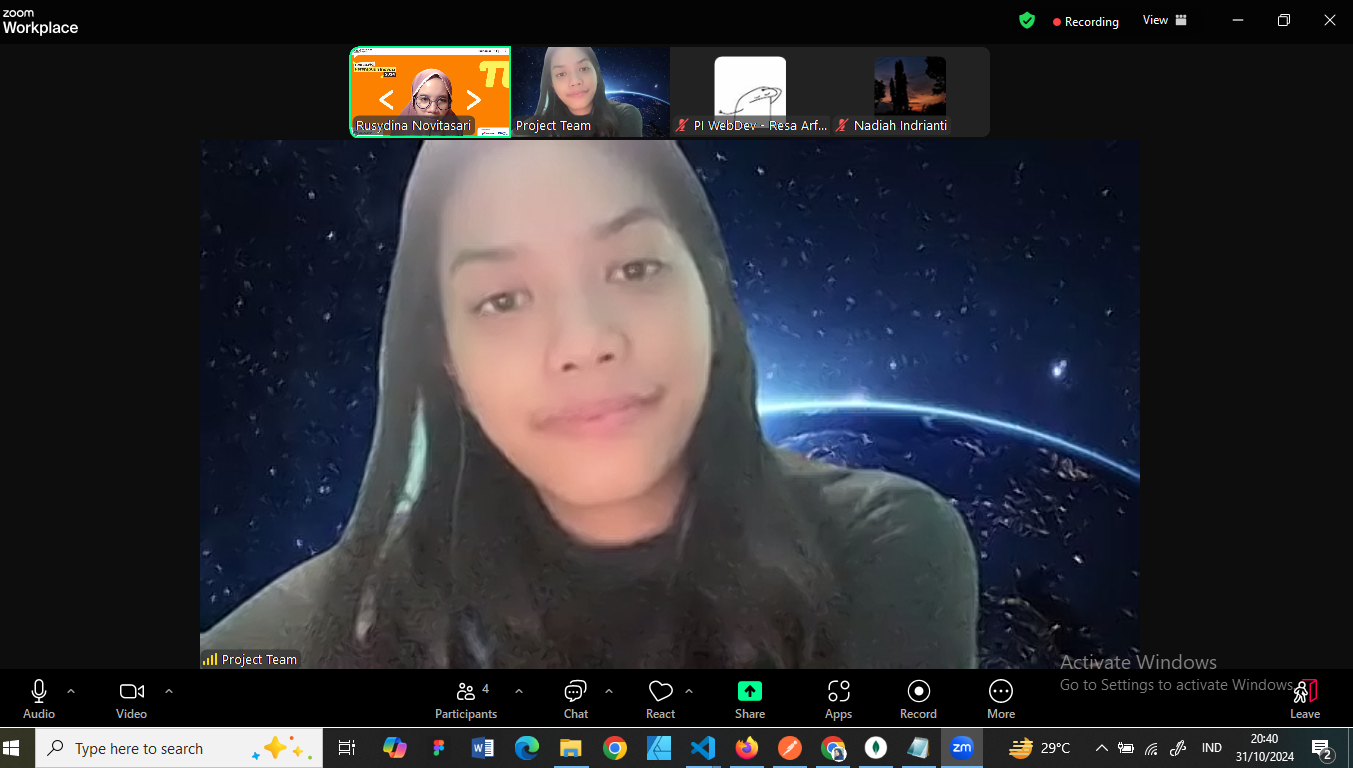 zoom
Workplace
Recording
View
Rusydina Novitasari
Project Team
PI WebDev - Resa Arf...
Nadiah Indrianti
Project Team
Activate Windows
Go to Settings to activate Windows.
Audio
Video
4
Participants
Chat
React
Share
Apps
Record
More
Leave
Type here to search
W
zm
29°C
IND
20:40
31/10/2024
2